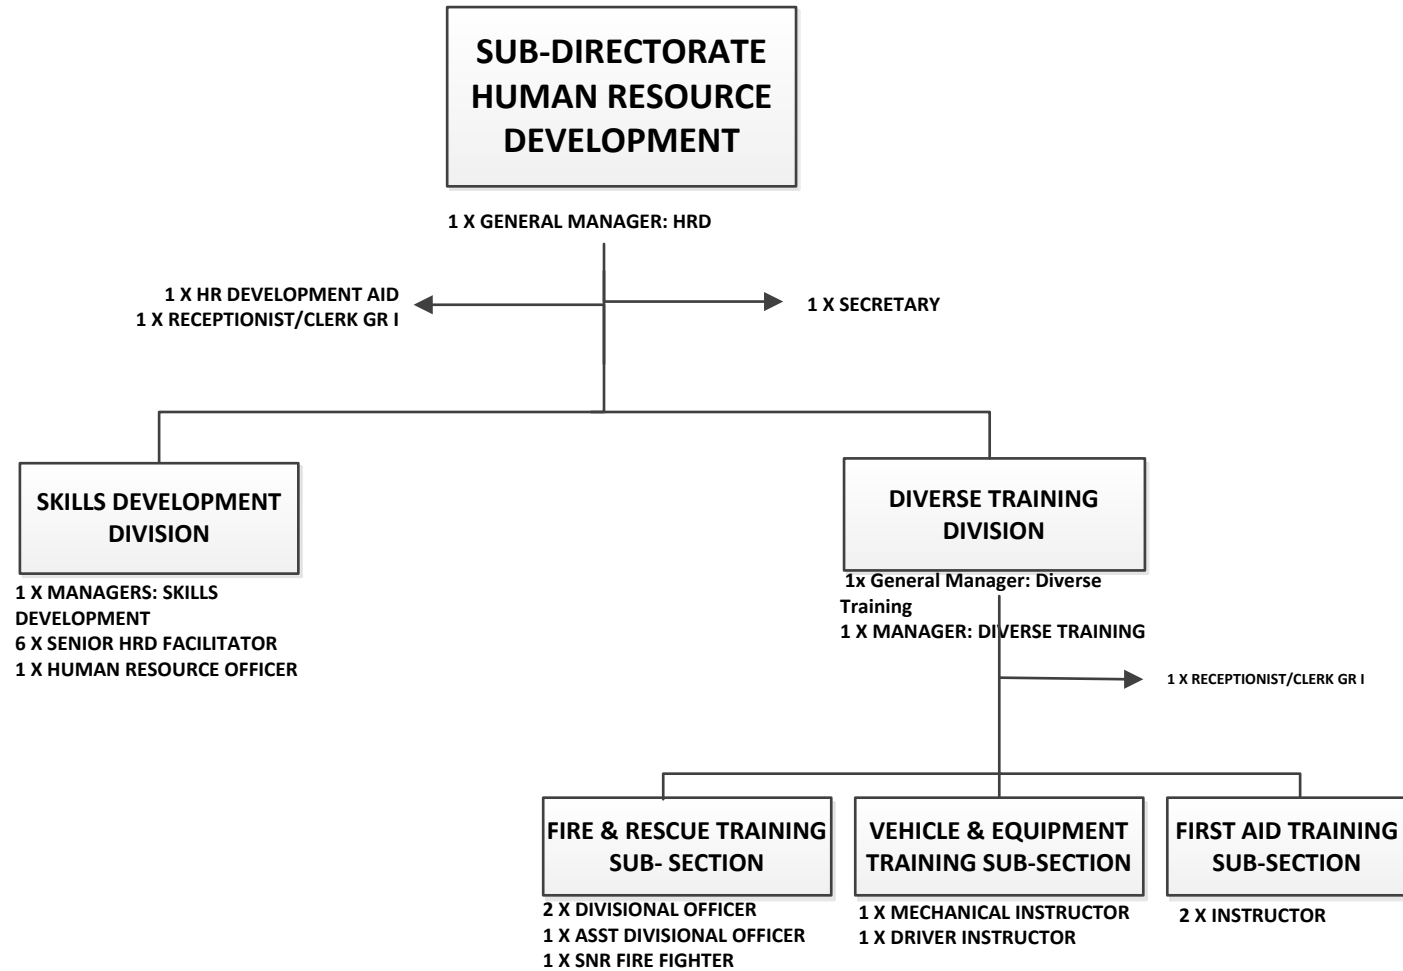 SUB-DIRECTORATE
HUMAN RESOURCE
DEVELOPMENT
1 X GENERAL MANAGER: HRD
1 X HR DEVELOPMENT AID
1 X RECEPTIONIST/CLERK GR I
1 X SECRETARY
SKILLS DEVELOPMENT
DIVISION
1 X MANAGERS: SKILLS
DEVELOPMENT
6 X SENIOR HRD FACILITATOR
1 X HUMAN RESOURCE OFFICER
DIVERSE TRAINING
DIVISION
1x General Manager: Diverse
Training
1 X MANAGER: DIVERSE TRAINING
1 X RECEPTIONIST/CLERK GR I
FIRE & RESCUE TRAINING
SUB- SECTION
2 X DIVISIONAL OFFICER
1 X ASST DIVISIONAL OFFICER
1 X SNR FIRE FIGHTER
VEHICLE & EQUIPMENT
TRAINING SUB-SECTION
1 X MECHANICAL INSTRUCTOR
1 X DRIVER INSTRUCTOR
FIRST AID TRAINING
SUB-SECTION
2 X INSTRUCTOR